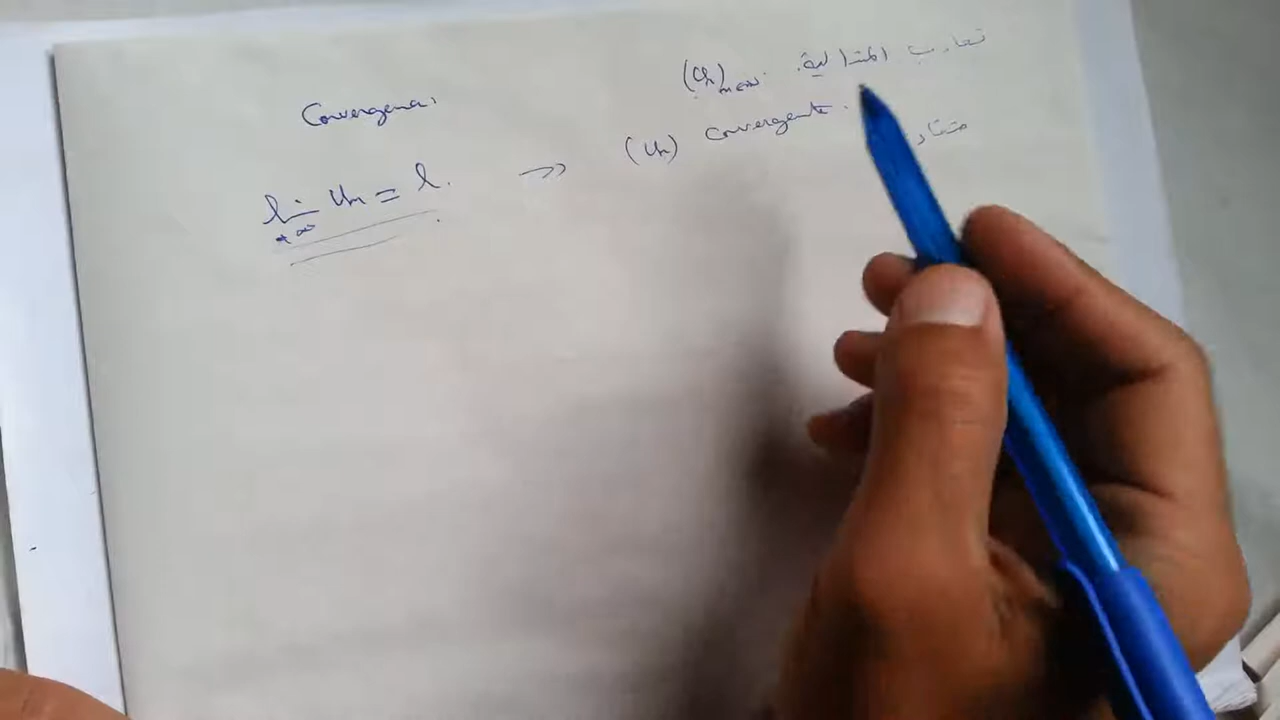 تقارب المتتالية (Un)n∈ℕ
Convergence
(Un) convergente.
lim Un = l.
+∞